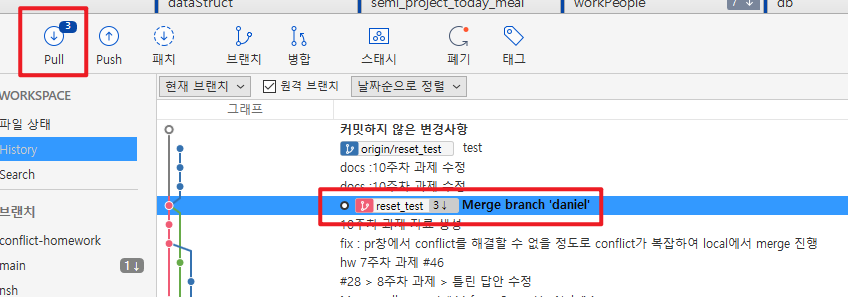 dataStruct semi_project_today_meal workPeople 7 ↓ db
3
Pull Push 패치 브랜치 병합 스태시 폐기 태그
WORKSPACE
현재 브랜치 원격 브랜치 날짜순으로 정렬
그래프
파일 상태
커밋하지 않은 변경사항
History
origin/reset_test test
Search
docs :10주차 과제 수정
docs :10주차 과제 수정
브랜치
reset_test 3↓ Merge branch 'daniel'
10주차 과제 자료 생성
conflict-homework
fix : pr창에서 conflict를 해결할 수 없을 정도로 conflict가 복잡하여 local에서 merge 진행
main 1↓
hw 7주차 과제 #46
nsh
#28 > 8주차 과제 > 틀린 답안 수정